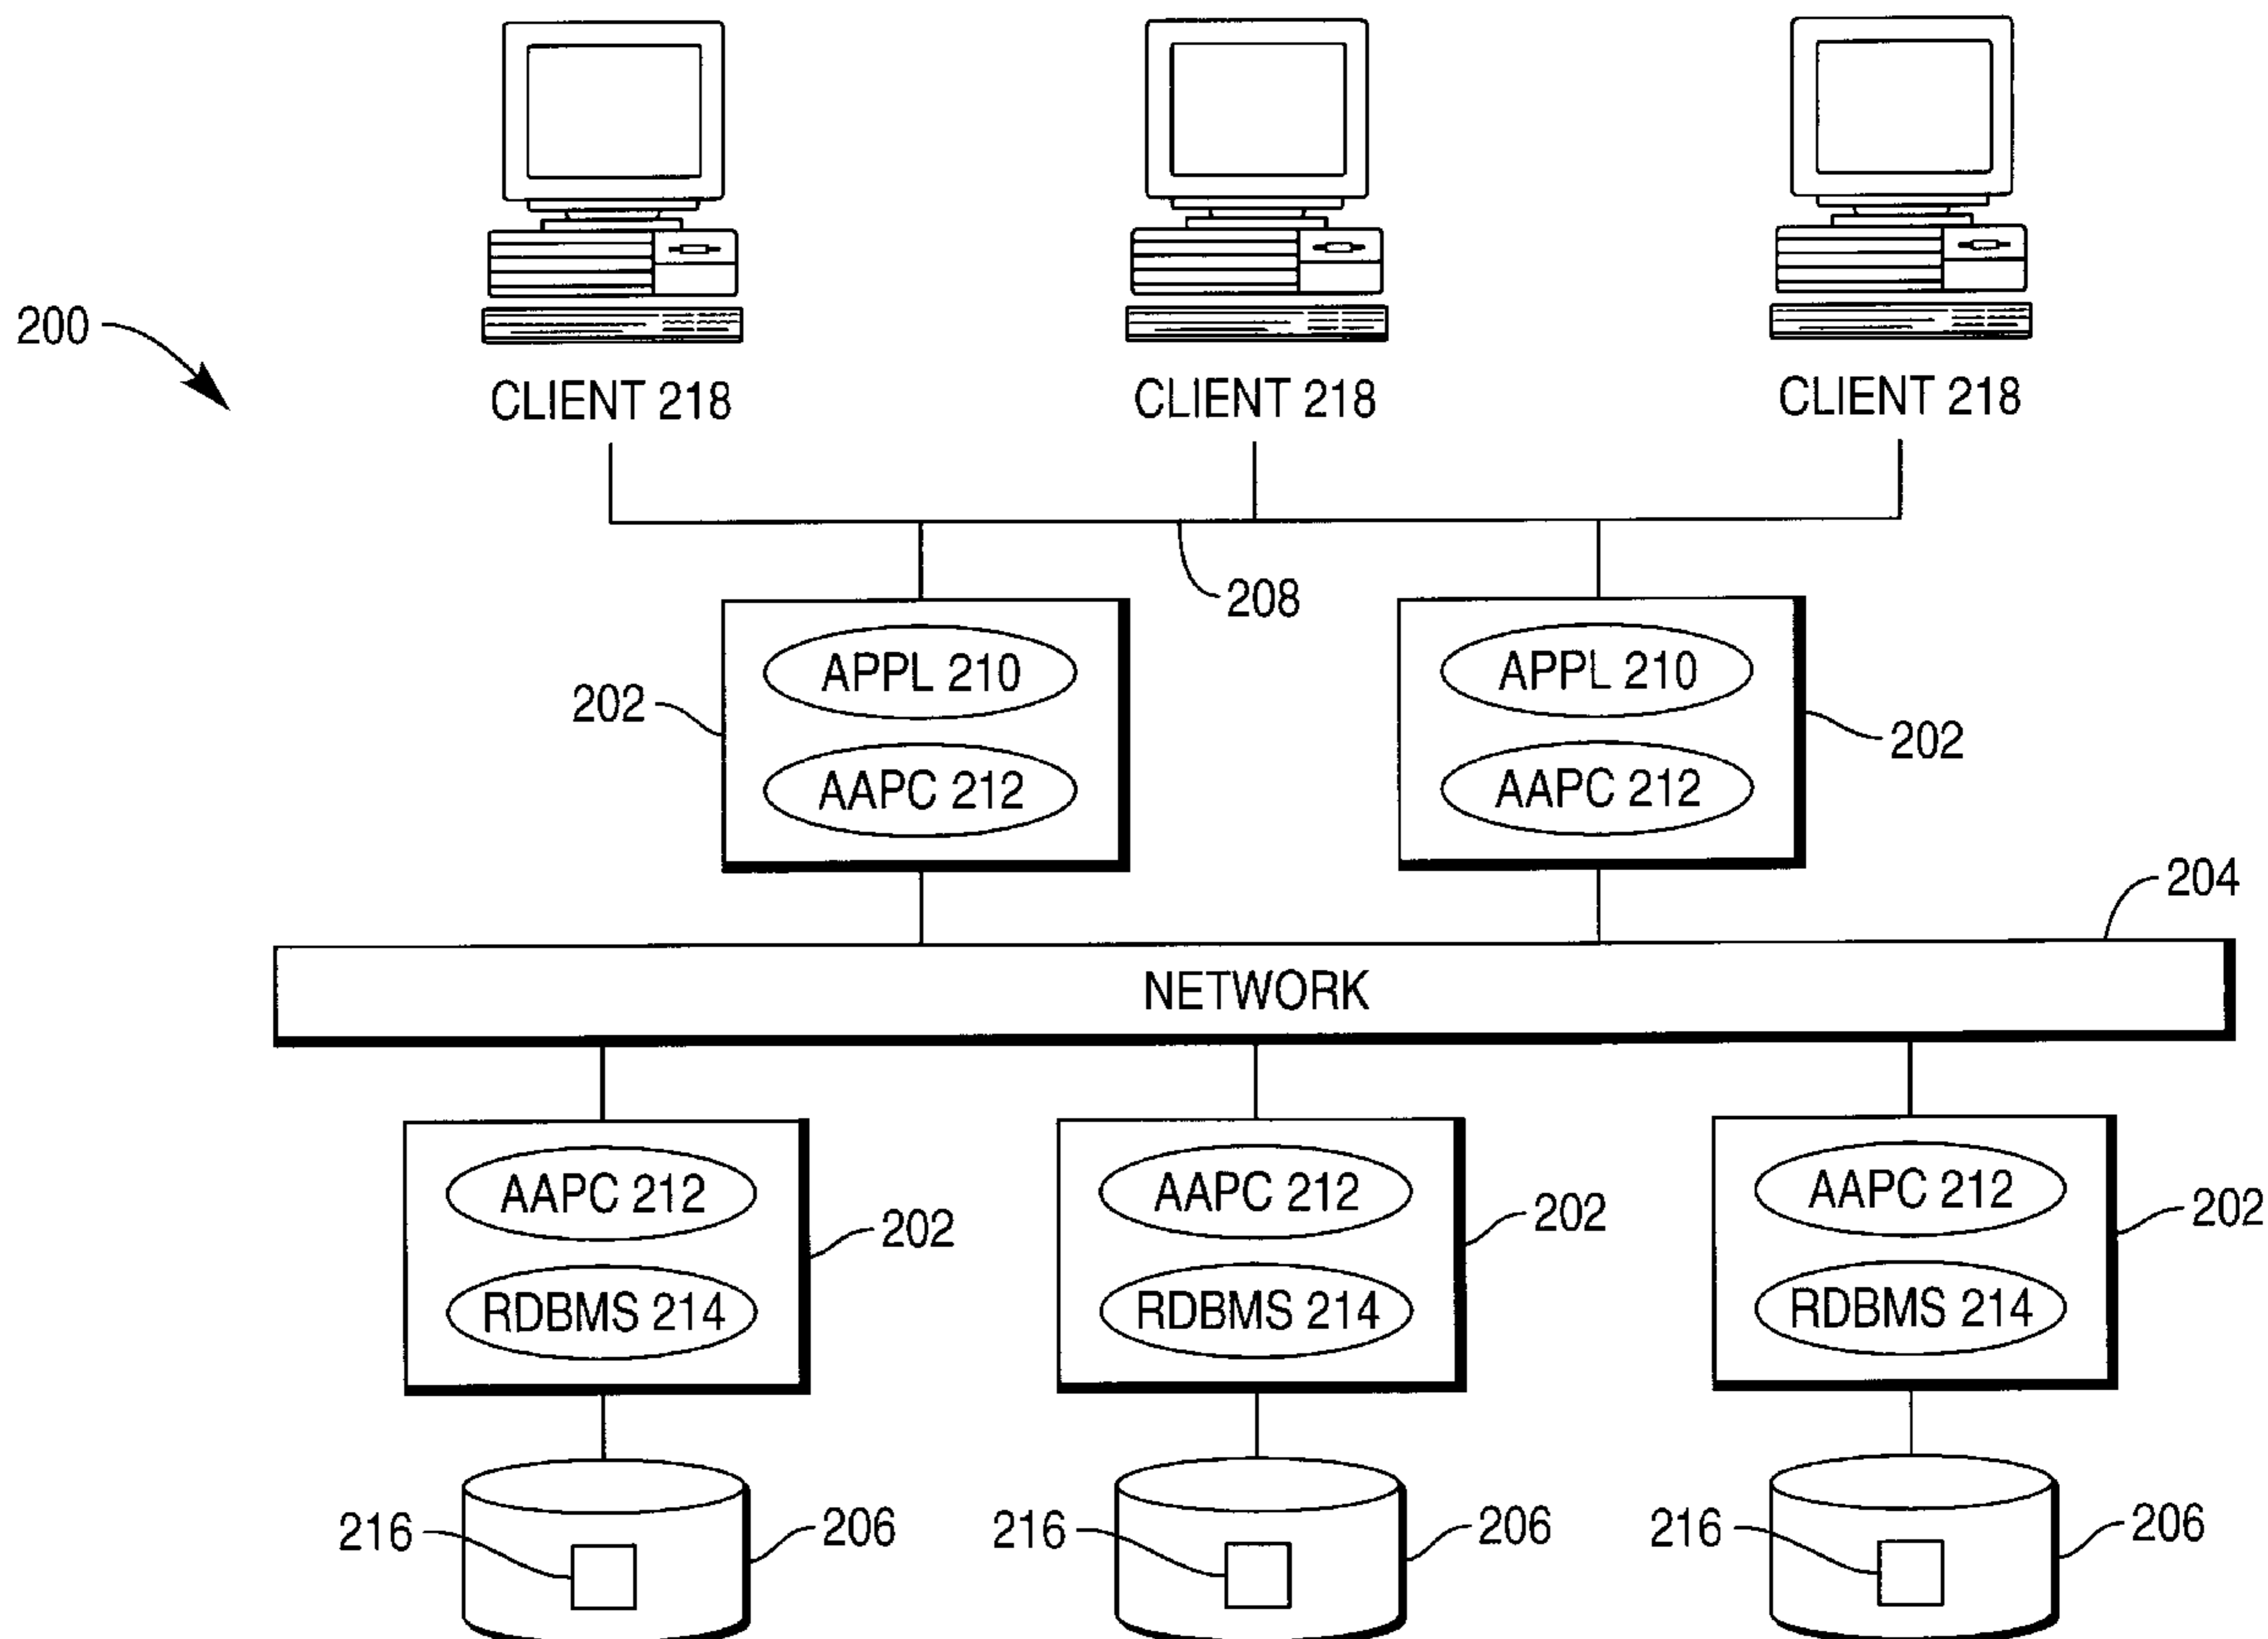 200
CLIENT 218
CLIENT 218
CLIENT 218
208
APPL 210
AAPC 212
202
APPL 210
AAPC 212
202
204
NETWORK
AAPC 212
RDBMS 214
202
AAPC 212
RDBMS 214
202
AAPC 212
RDBMS 214
202
216
206
216
206
216
206